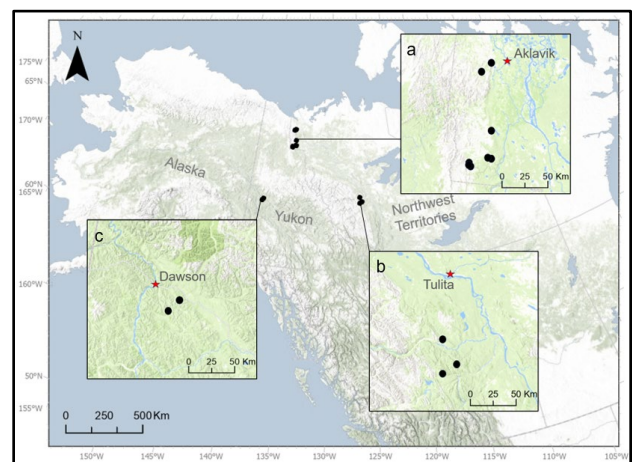 N
175°W
65°N
170°W
60°N
165°W
160°W
50°N
155°W
Alaska
Yukon
Northwest
Territories
a
Aklavik
0 25 50 Km
c
Dawson
0 25 50 Km
b
Tulita
0 25 50 Km
0 250 500 Km
150°W 145°W 140°W 135°W 130°W 125°W 120°W 115°W 110°W 105°W